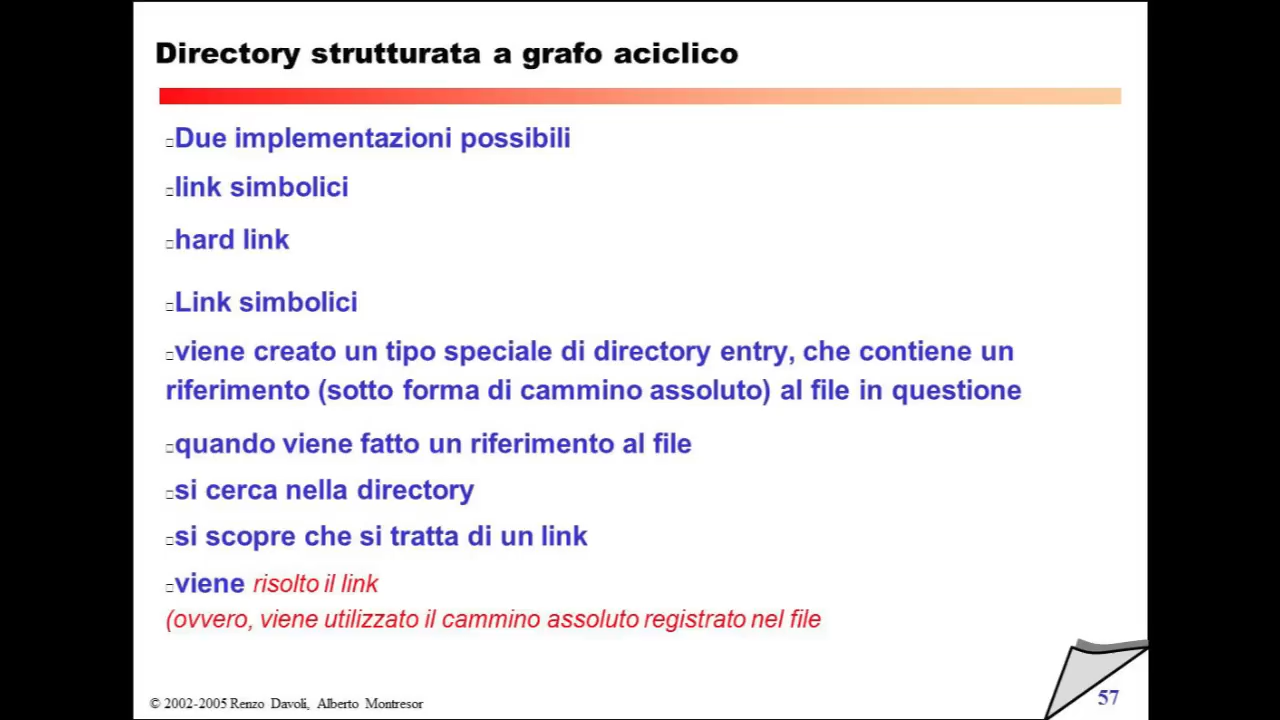 Directory strutturata a grafo aciclico
Due implementazioni possibili
link simbolici
hard link
Link simbolici
viene creato un tipo speciale di directory entry, che contiene un
riferimento (sotto forma di cammino assoluto) al file in questione
quando viene fatto un riferimento al file
si cerca nella directory
si scopre che si tratta di un link
viene risolto il link
(ovvero, viene utilizzato il cammino assoluto registrato nel file
© 2002-2005 Renzo Davoli, Alberto Montresor
57